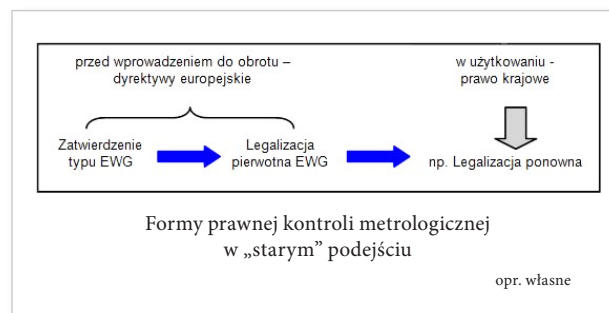 przed wprowadzeniem do obrotu –
dyrektywy europejskie
w użytkowaniu -
prawo krajowe
Zatwierdzenie
typu EWG
Legalizacja
pierwotna EWG
np. Legalizacja ponowna
Formy prawnej kontroli metrologicznej
w „starym” podejściu
opr. własne